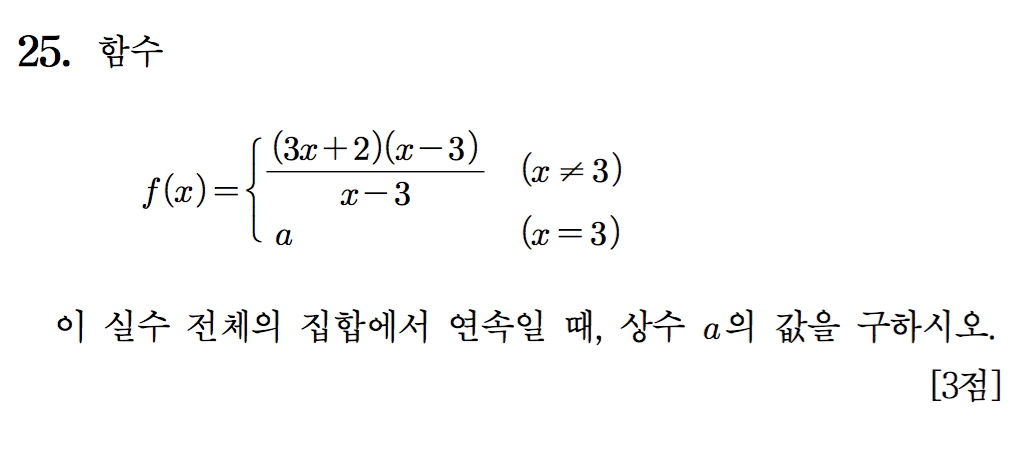 25. 함수
f(x) = { (3x+2)(x-3) / (x-3) (x ≠ 3)
a (x = 3)
이 실수 전체의 집합에서 연속일 때, 상수 a의 값을 구하시오.
[3점]